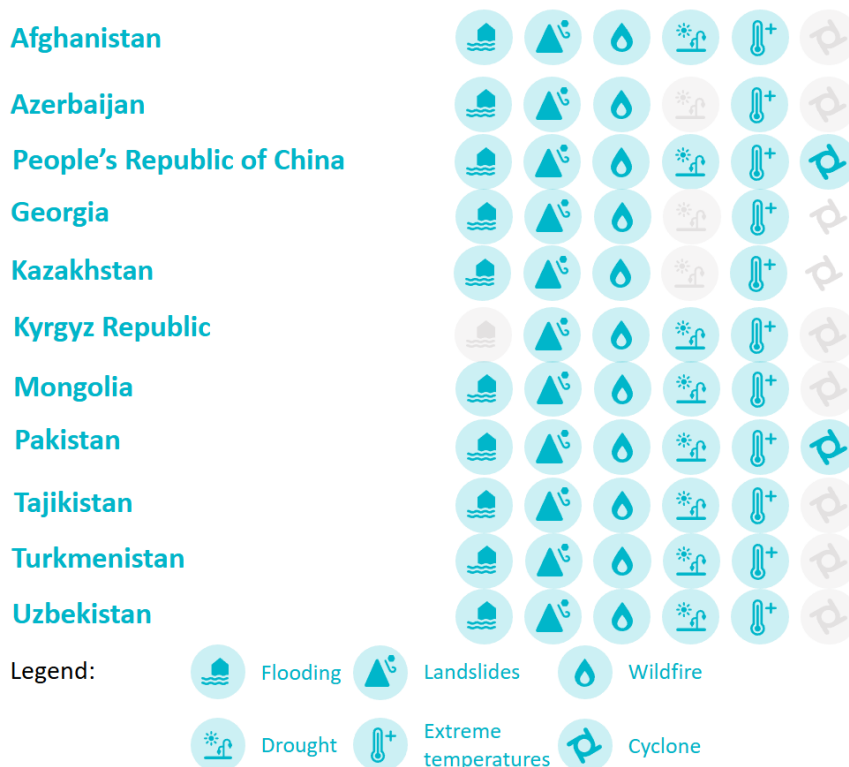 Afghanistan
Azerbaijan
People’s Republic of China
Georgia
Kazakhstan
Kyrgyz Republic
Mongolia
Pakistan
Tajikistan
Turkmenistan
Uzbekistan
Legend:
Flooding
Landslides
Wildfire
Drought
Extreme
temperatures
Cyclone